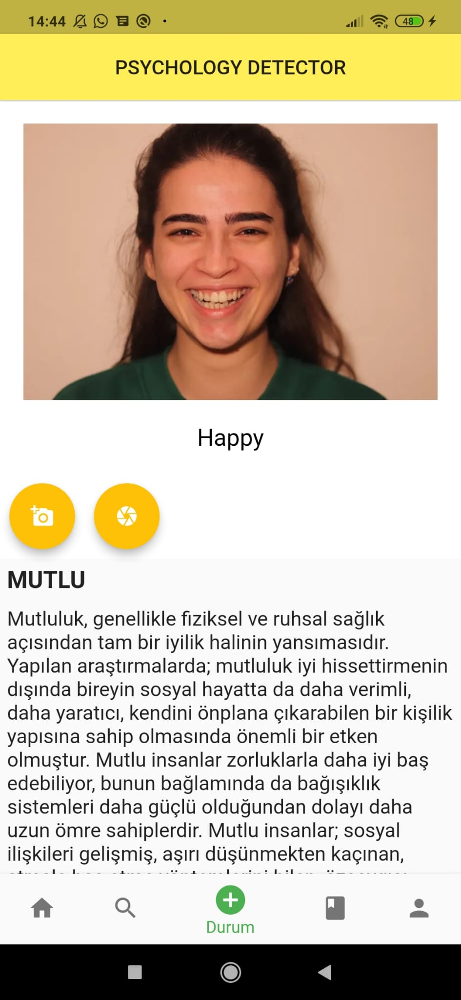 14:44
48
PSYCHOLOGY DETECTOR
Happy
MUTLU
Mutluluk, genellikle fiziksel ve ruhsal sağlık
açısından tam bir iyilik halinin yansımasıdır.
Yapılan araştırmalarda; mutluluk iyi hissettirmenin
dışında bireyin sosyal hayatta da daha verimli,
daha yaratıcı, kendini önplana çıkarabilen bir kişilik
yapısına sahip olmasında önemli bir etken
olmuştur. Mutlu insanlar zorluklarla daha iyi baş
edebiliyor, bunun bağlamında da bağışıklık
sistemleri daha güçlü olduğundan dolayı daha
uzun ömre sahiplerdir. Mutlu insanlar; sosyal
ilişkileri gelişmiş, aşırı düşünmekten kaçınan,
Durum